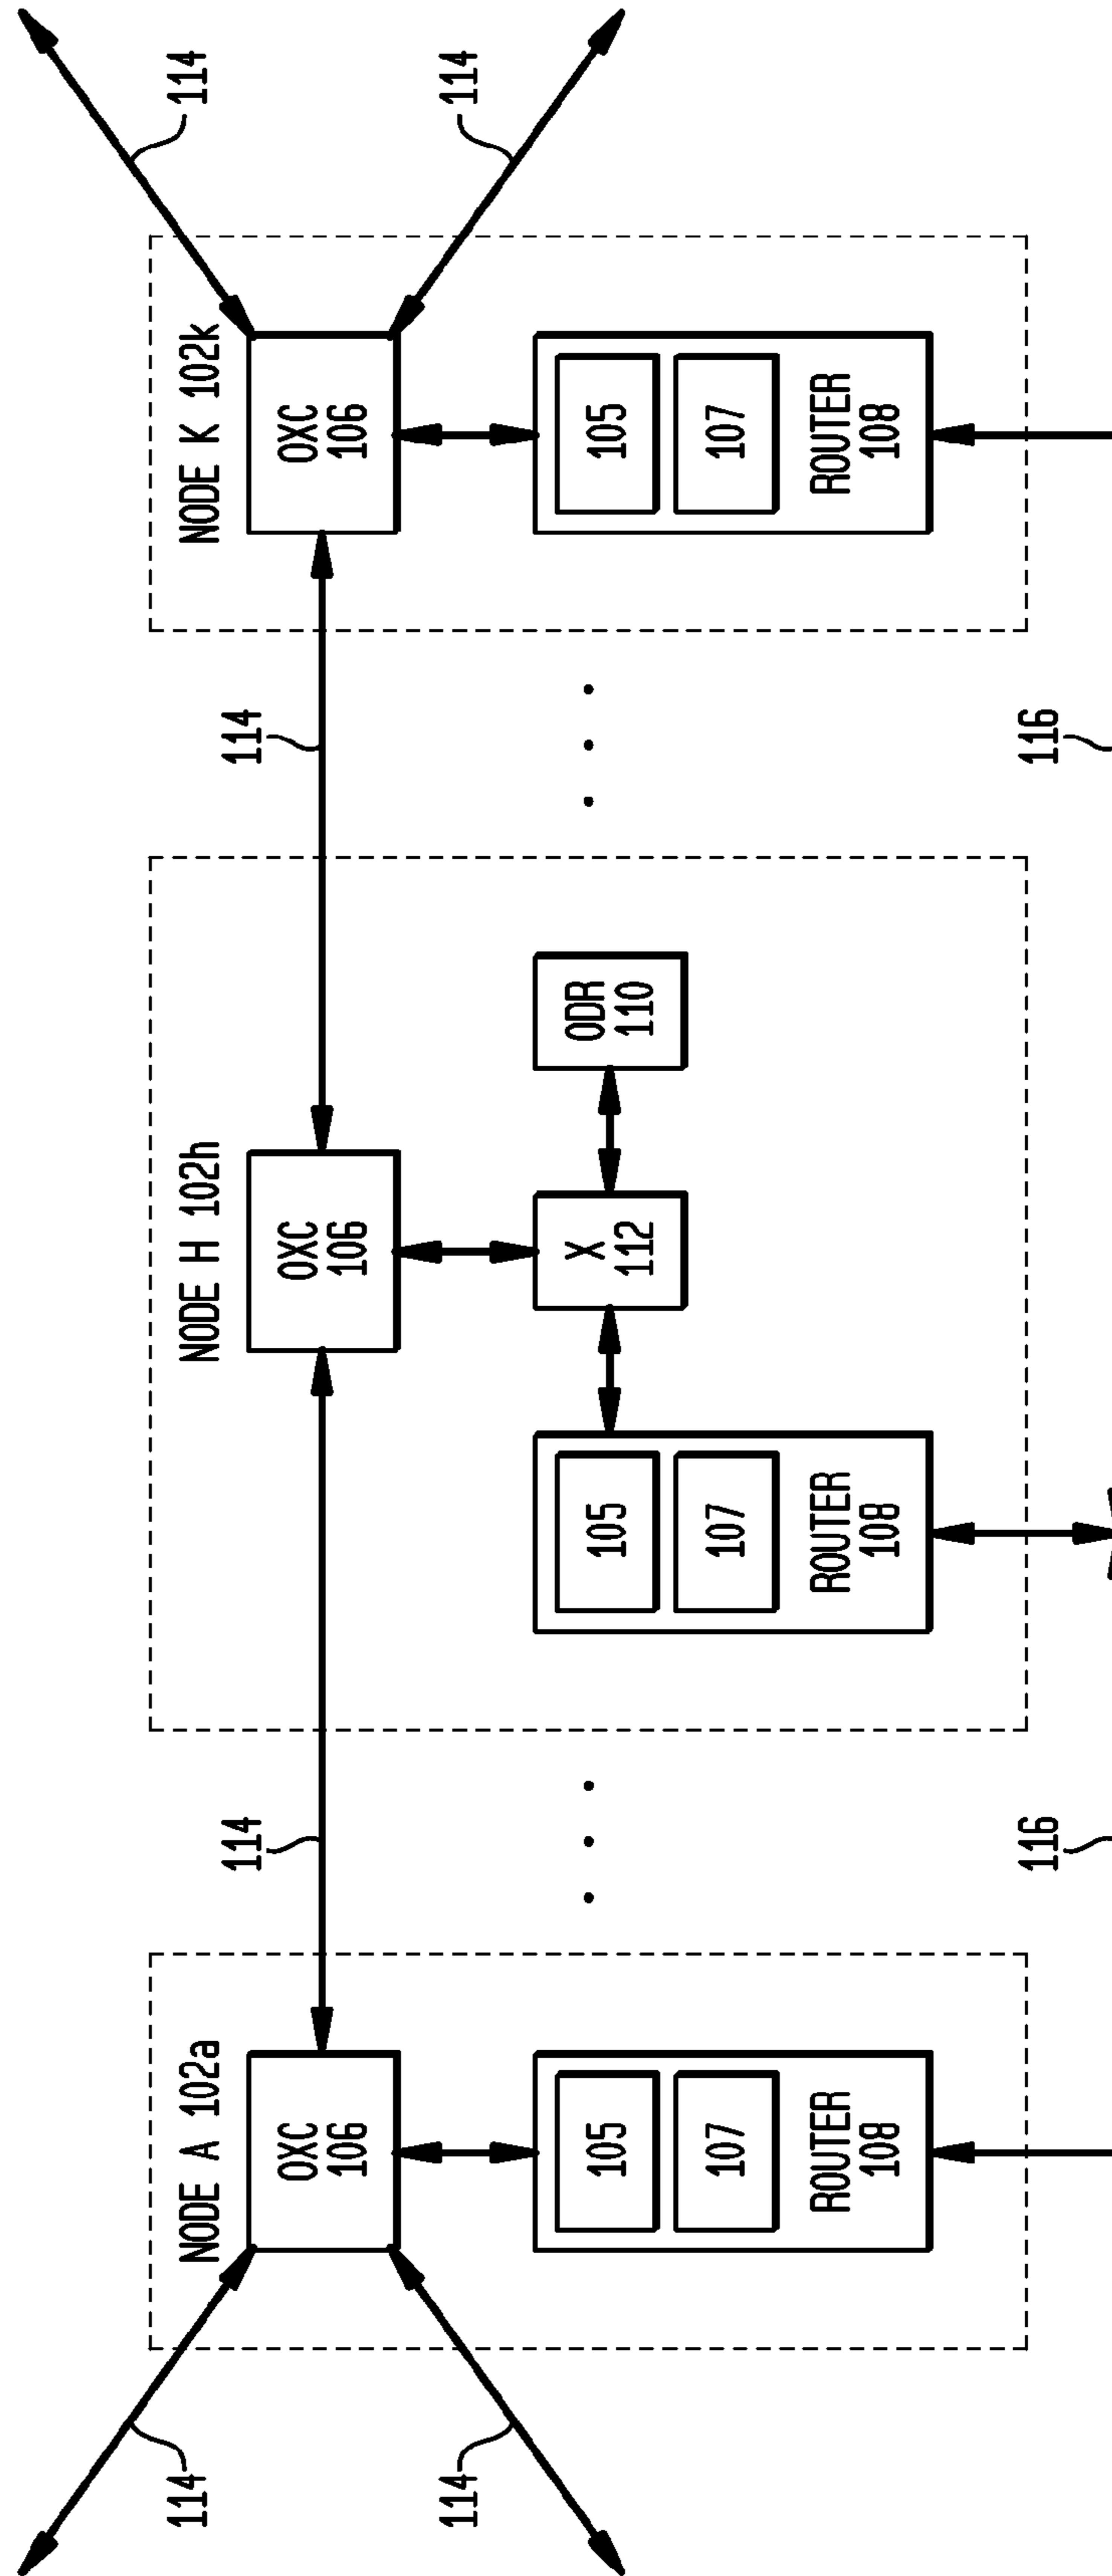 114
114
NODE A 102a
OXC
106
105
107
ROUTER
108
114
116
NODE H 102h
OXC
106
X
112
ODR
110
105
107
ROUTER
108
114
116
NODE K 102k
OXC
106
105
107
ROUTER
108
114
114